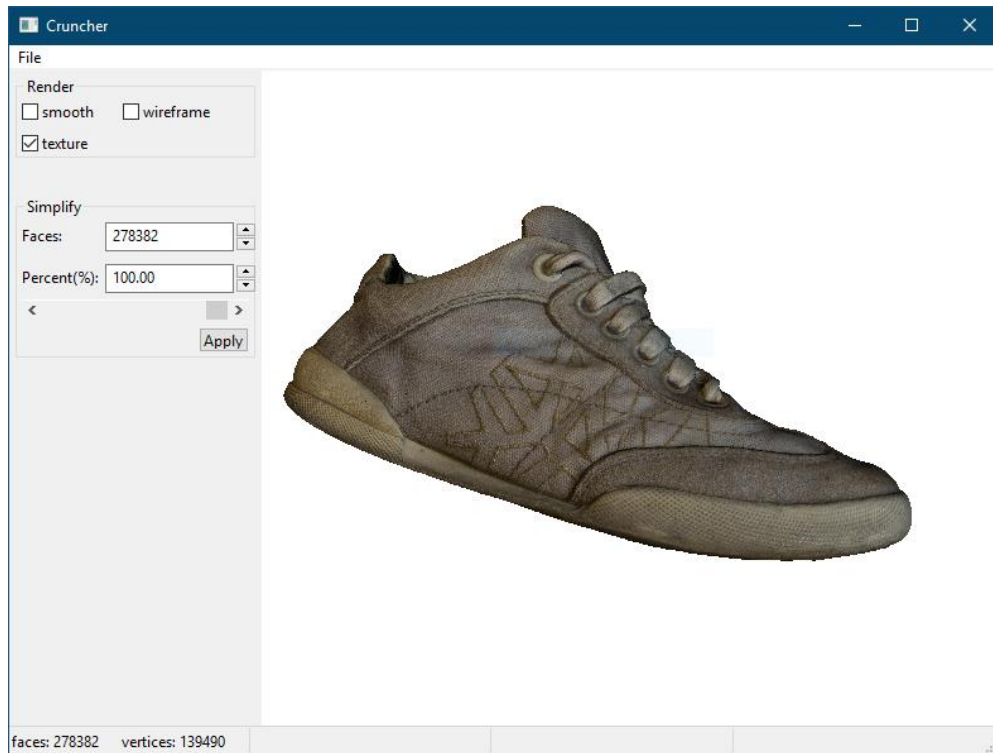 Cruncher
File
Render
smooth wireframe
texture
Simplify
Faces: 278382
Percent(%): 100.00
Apply
faces: 278382 vertices: 139490